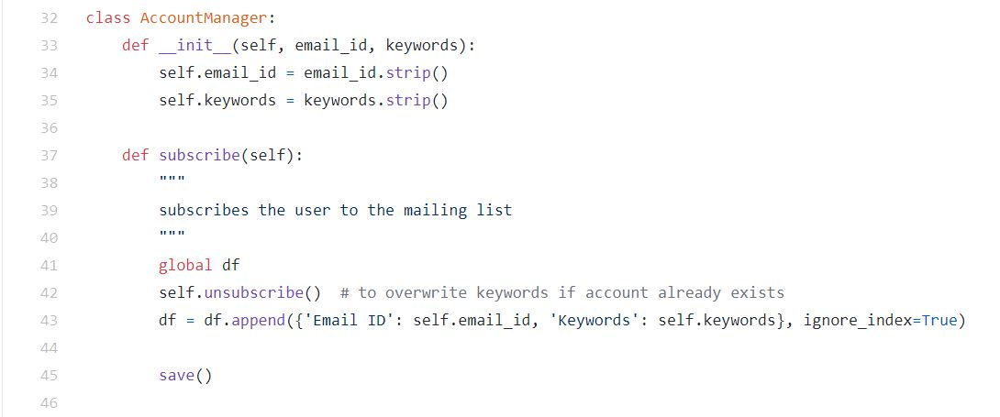 32 class AccountManager:
33     def __init__(self, email_id, keywords):
34         self.email_id = email_id.strip()
35         self.keywords = keywords.strip()
36
37     def subscribe(self):
38         """
39         subscribes the user to the mailing list
40         """
41         global df
42         self.unsubscribe()  # to overwrite keywords if account already exists
43         df = df.append({'Email ID': self.email_id, 'Keywords': self.keywords}, ignore_index=True)
44
45         save()
46